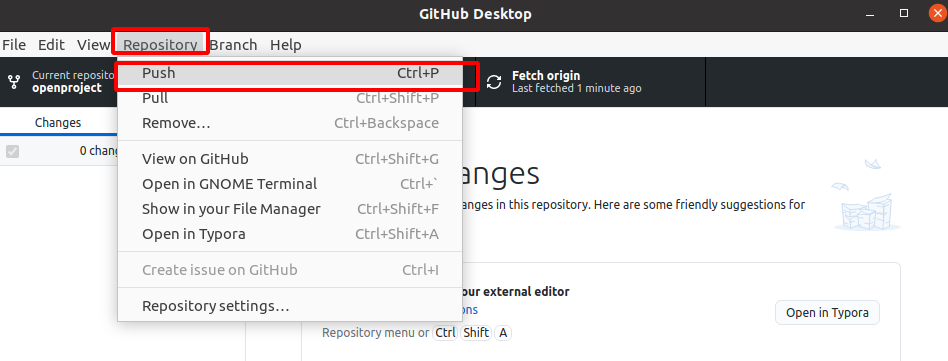 GitHub Desktop
File Edit View Repository Branch Help
Current reposito
openproject
Fetch origin
Last fetched 1 minute ago
Push Ctrl+P
Pull Ctrl+Shift+P
Remove… Ctrl+Backspace
View on GitHub Ctrl+Shift+G
Open in GNOME Terminal Ctrl+`
Show in your File Manager Ctrl+Shift+F
Open in Typora Ctrl+Shift+A
Create issue on GitHub Ctrl+I
Repository settings…
Changes
0 chang
anges
anges in this repository. Here are some friendly suggestions for
our external editor
ons
Repository menu or Ctrl Shift A
Open in Typora